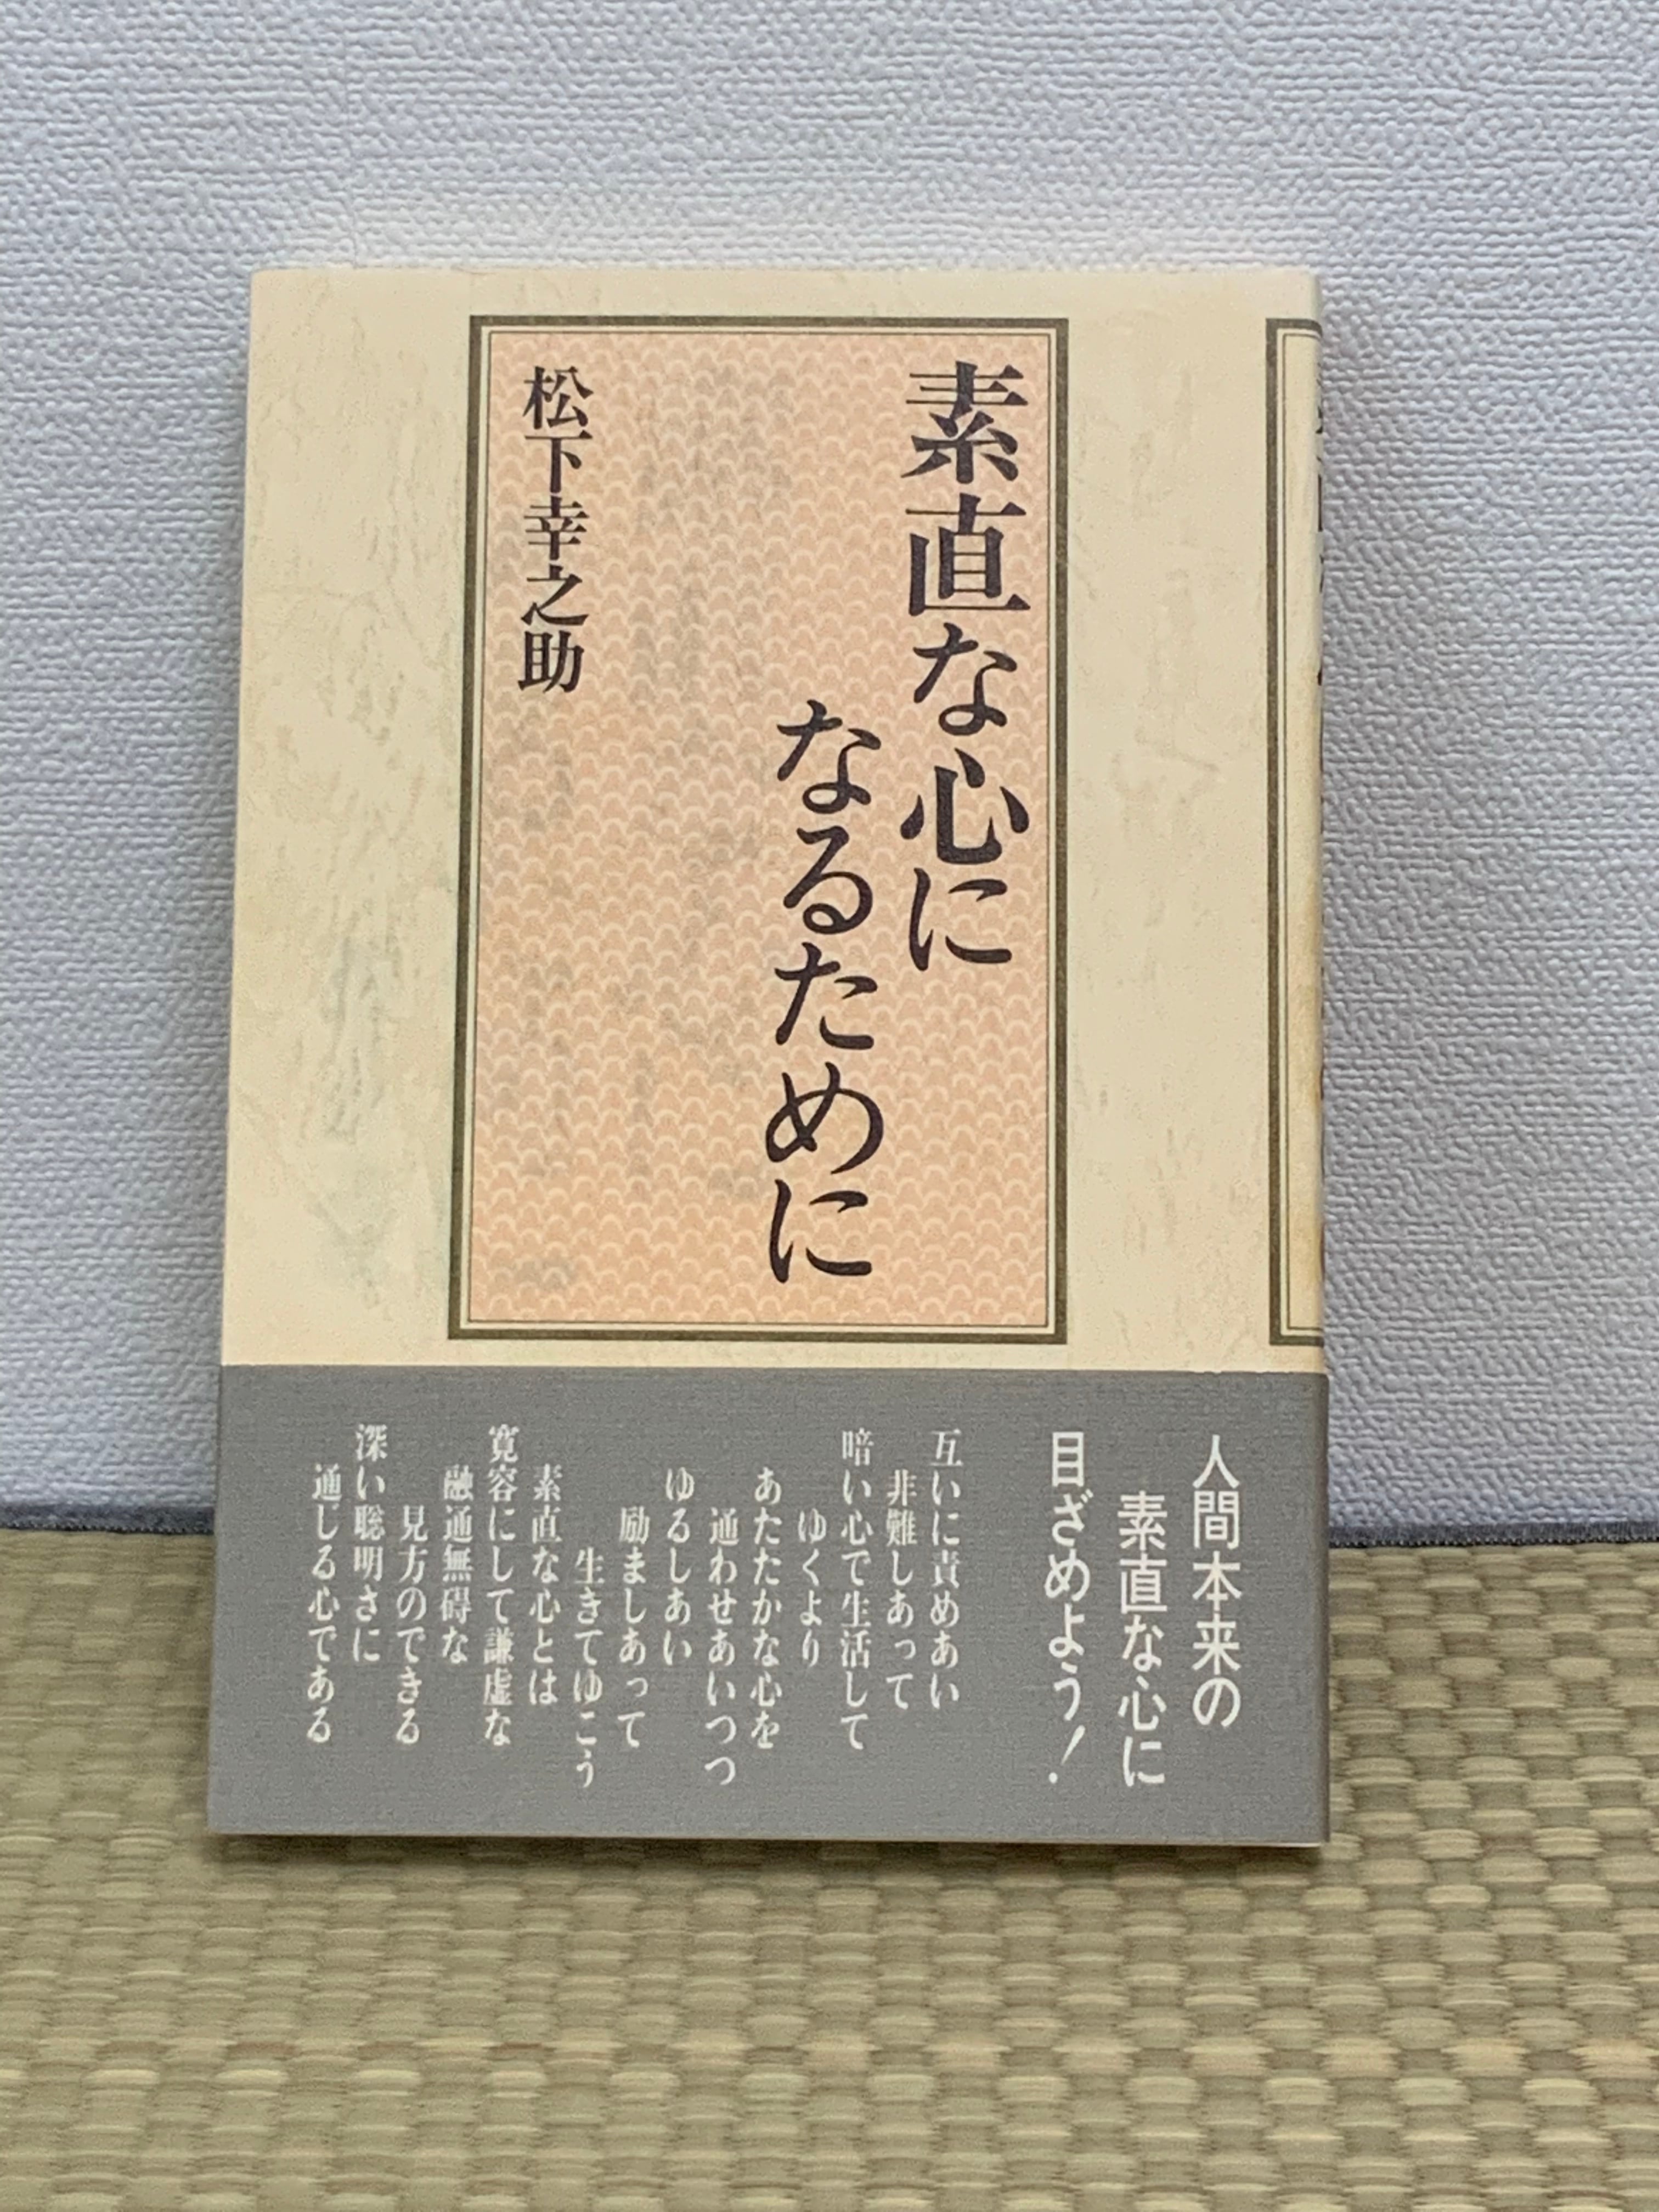 素直な心に
なるために
松下幸之助
人間本来の
素直な心に
目ざめよう！
互いに責めあい
非難しあって
暗い心で生活して
ゆくより
あたたかな心を
通わせあいつつ
ゆるしあい
励ましあって
生きてゆこう
素直な心とは
寛容にして謙虚な
融通無碍な
見方のできる
深い聡明さに
通じる心である